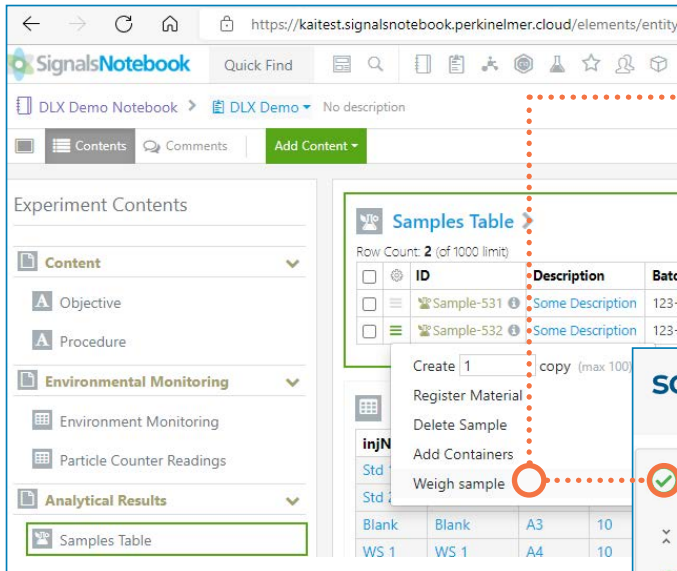 https://kaitest.signalsnotebook.perkinelmer.cloud/elements/entity
SignalsNotebook Quick Find
DLX Demo Notebook > DLX Demo No description
Contents Comments Add Content
Experiment Contents
Content
A Objective
A Procedure
Environmental Monitoring
Environment Monitoring
Particle Counter Readings
Analytical Results
Samples Table
Samples Table >
Row Count: 2 (of 1000 limit)
ID Description
Sample-531 Some Description 123-
Sample-532 Some Description 123-
Create 1 copy (max 100)
Register Material
Delete Sample
Add Containers
Weigh sample
Std
Std
Blank Blank A3 10
WS 1 WS 1 A4 10